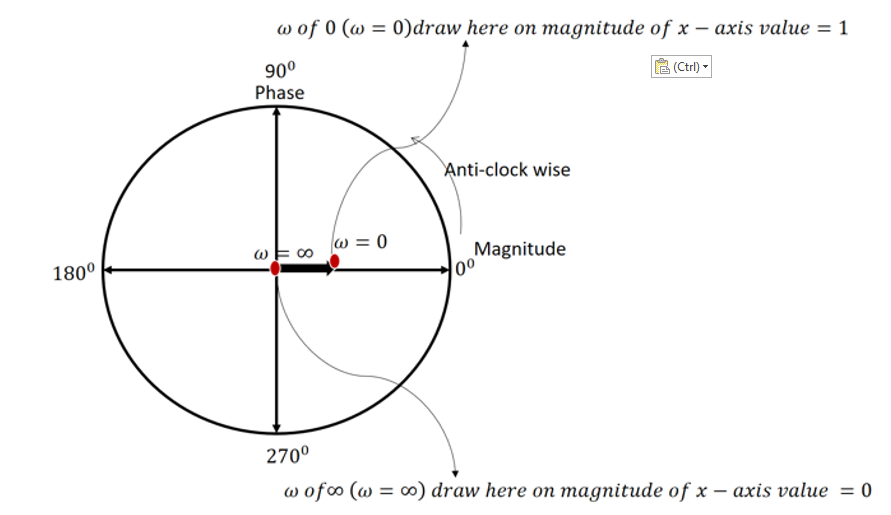 ω of 0 (ω = 0)draw here on magnitude of x − axis value = 1
(Ctrl)
90⁰
Phase
Anti-clock wise
ω = 0
ω = ∞
Magnitude
180⁰
0⁰
270⁰
ω of∞ (ω = ∞) draw here on magnitude of x − axis value = 0